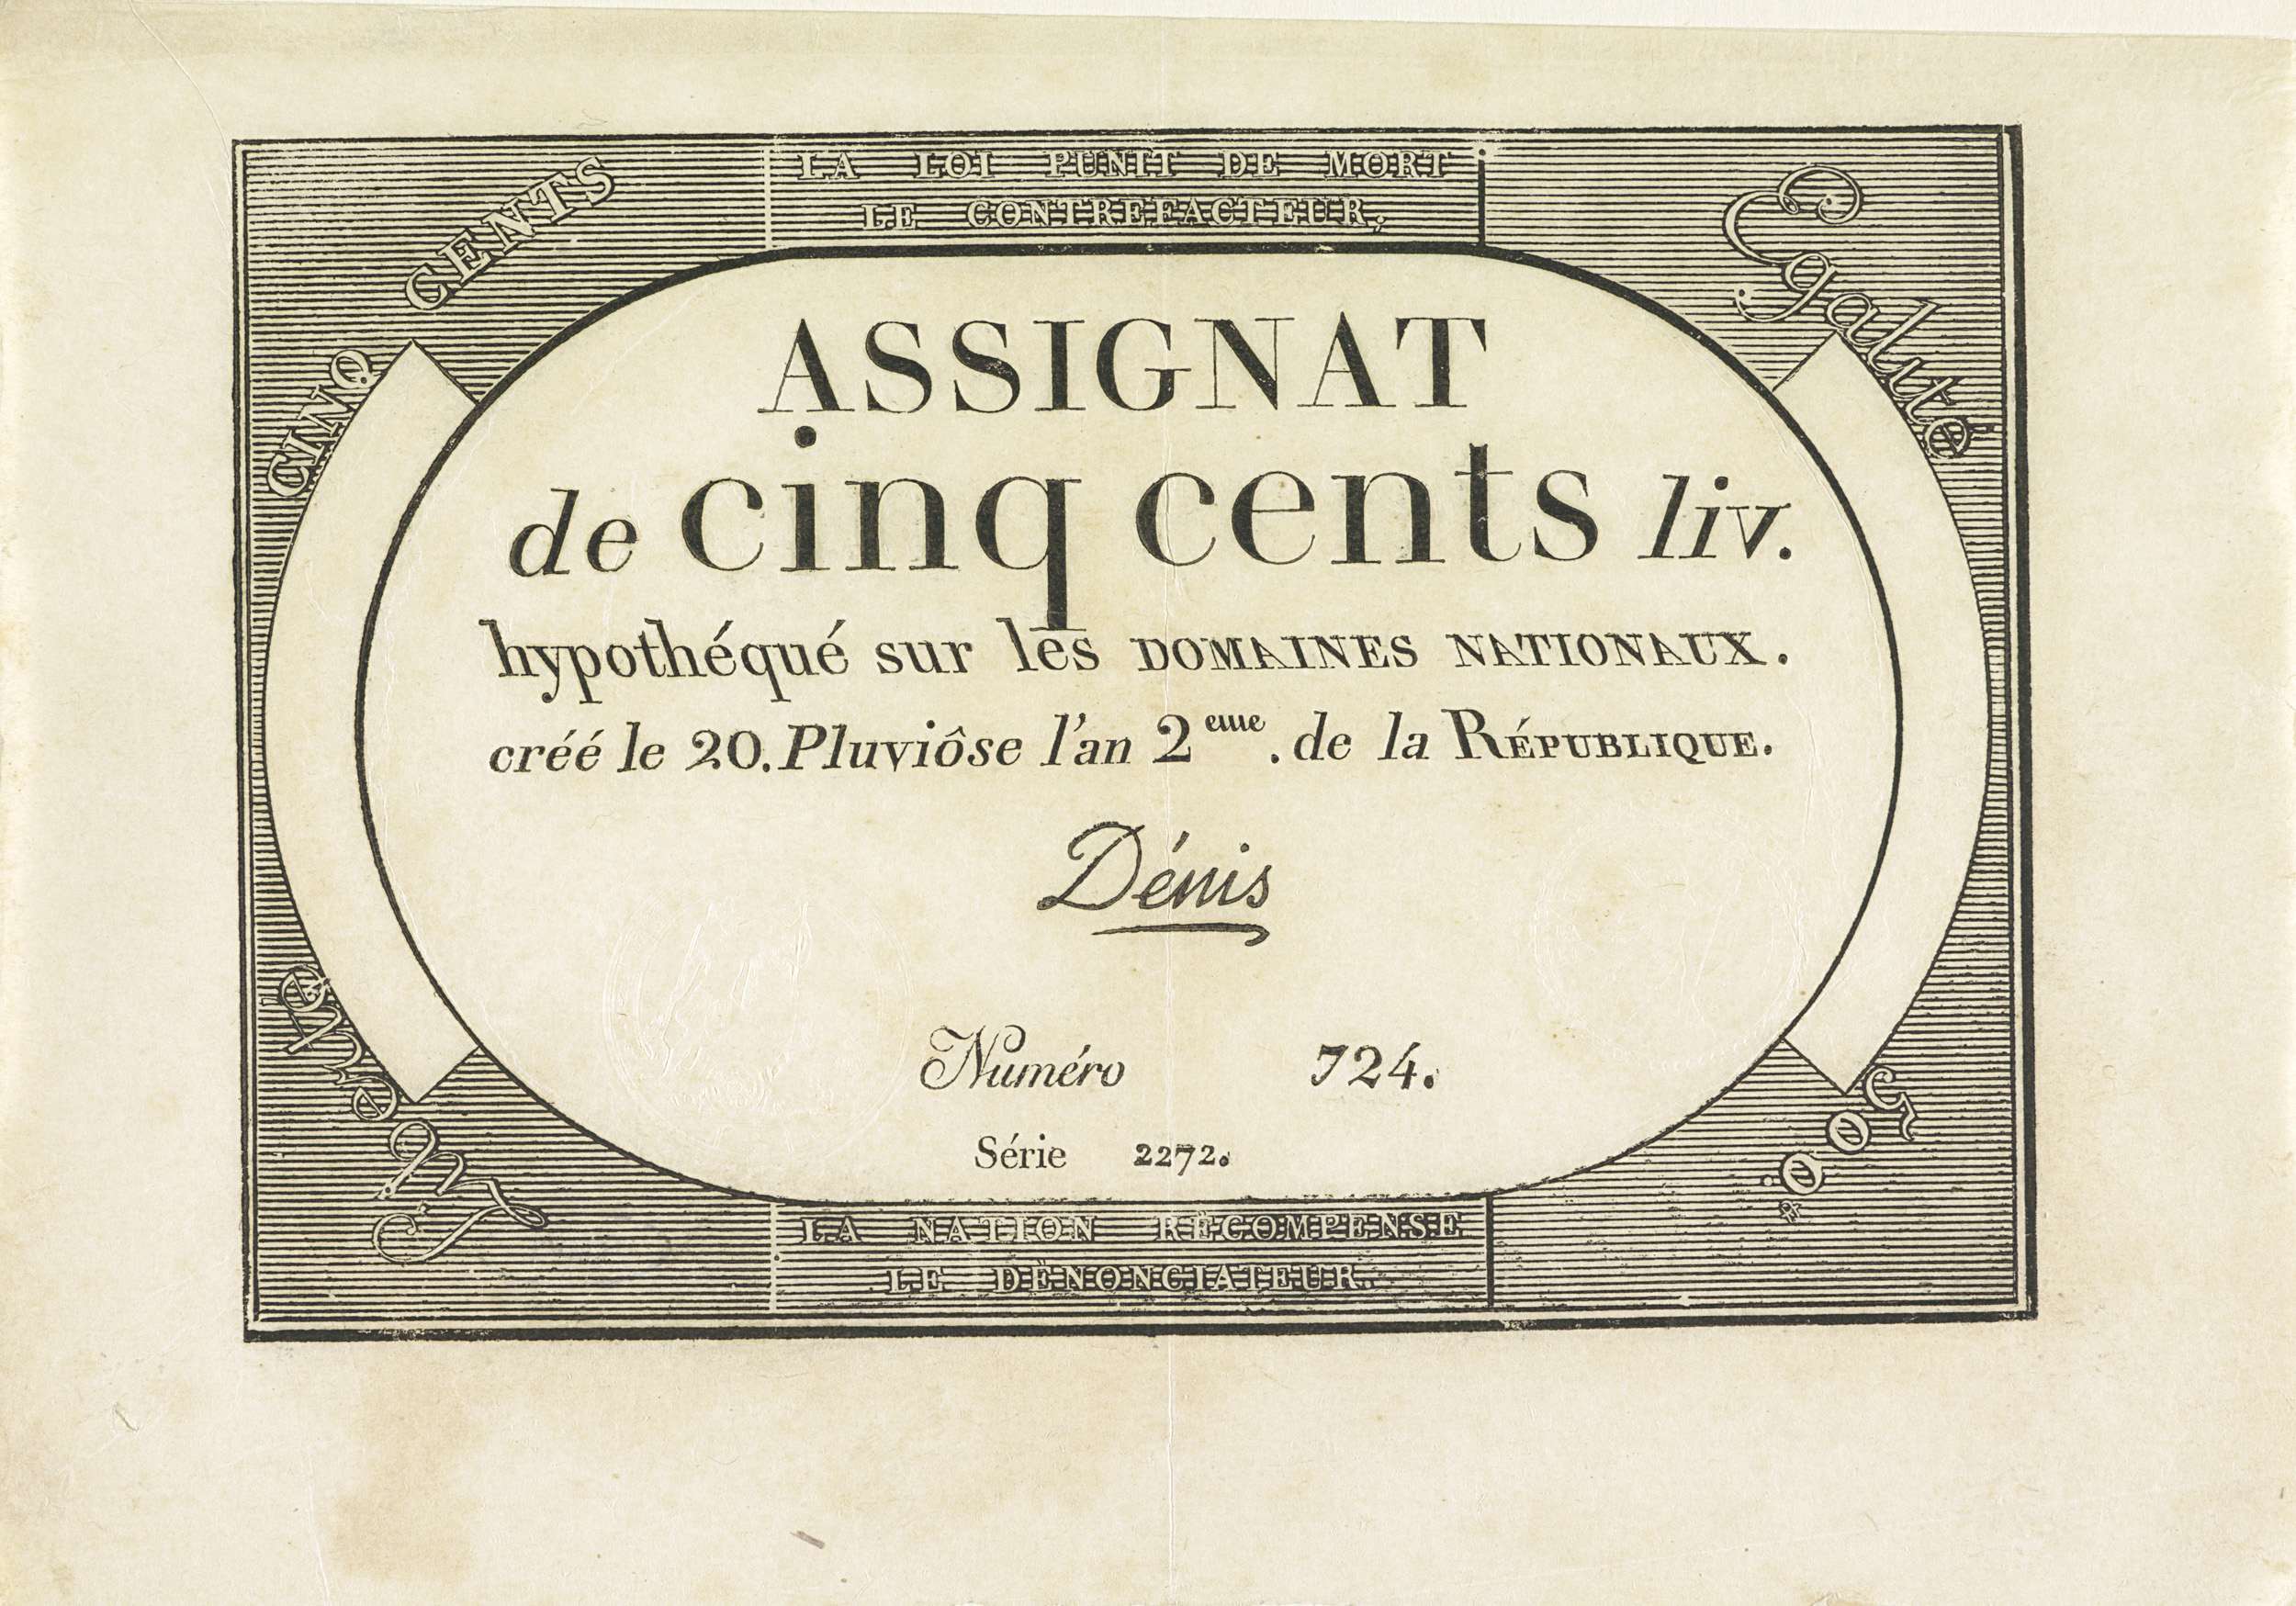 LA LOI PUNIT DE MORT
LE CONTREFACTEUR,
CINQ CENTS
Egalité
ASSIGNAT
de cinq cents liv.
hypothéqué sur les DOMAINES NATIONAUX.
créé le 20. Pluviôse l'an 2eme. de la RÉPUBLIQUE.
Dénis
Numéro 724.
Série 2272.
Liberté
500.#
LA NATION RÉCOMPENSE
LE DÉNONCIATEUR.